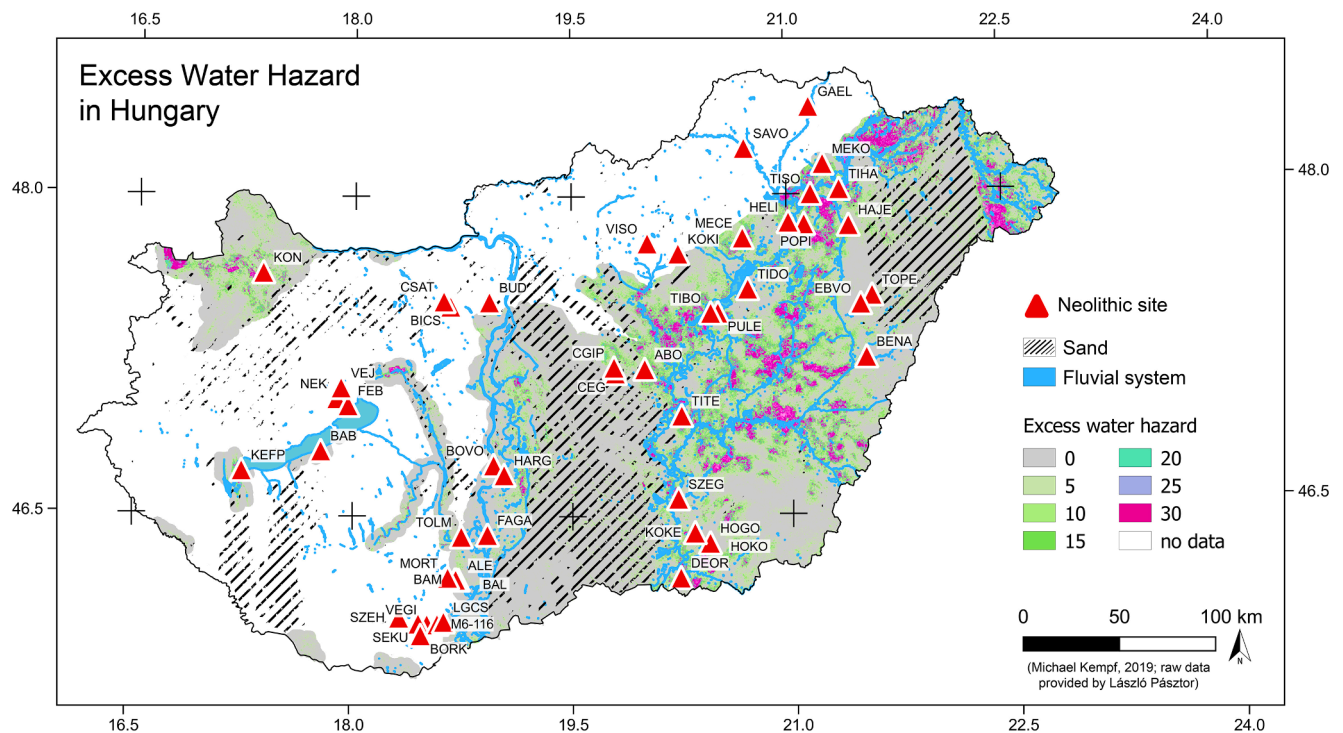 16.5 18.0 19.5 21.0 22.5 24.0
Excess Water Hazard
in Hungary
GAEL
SAVO
MEKO
48.0
TISO
TIHA
48.0
HELI
HAJE
MECE
VISO
KOKI
POPI
KON
TIDO
CSAT
BUD
TIBO
EBVO
TOPE
BICS
PULE
BENA
CGIP
ABO
CEG
VEJ
NEK
FEB
TITE
BAB
KEFP
BOVO
HARG
46.5
SZEG
46.5
TOLM
FAGA
KOKE
HOGO
HOKO
MORT
ALE
DEOR
BAM
BAL
VEGI
LGCS
SZEH
M6-116
SEKU
BORK
Neolithic site
Sand
Fluvial system
Excess water hazard
0 20
5 25
10 30
15 no data
0 50 100 km
N
(Michael Kempf, 2019; raw data
provided by László Pásztor)
16.5 18.0 19.5 21.0 22.5 24.0